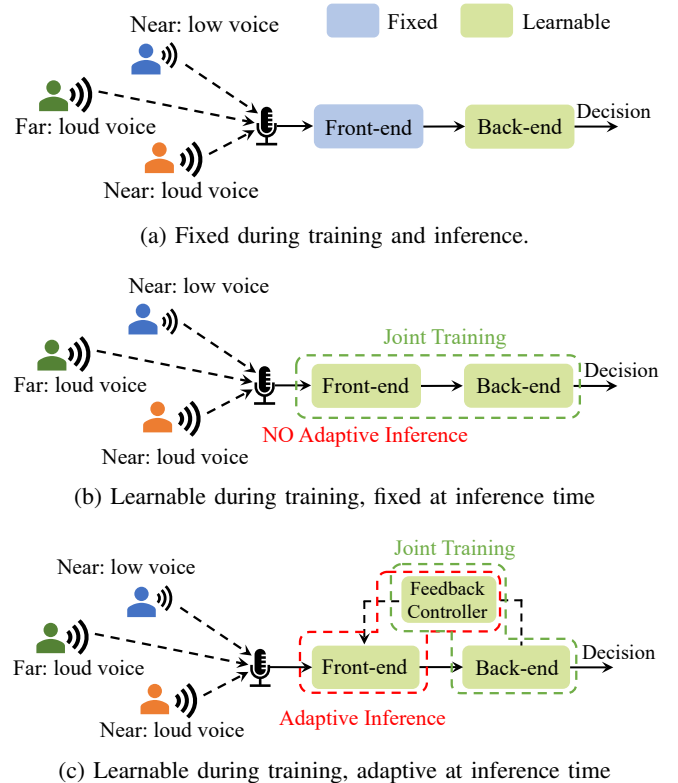 Near: low voice
Fixed
Learnable
Far: loud voice
Front-end
Back-end
Decision
Near: loud voice
(a) Fixed during training and inference.
Near: low voice
Joint Training
Far: loud voice
Front-end
Back-end
Decision
NO Adaptive Inference
Near: loud voice
(b) Learnable during training, fixed at inference time
Joint Training
Near: low voice
Feedback
Controller
Far: loud voice
Front-end
Back-end
Decision
Adaptive Inference
Near: loud voice
(c) Learnable during training, adaptive at inference time